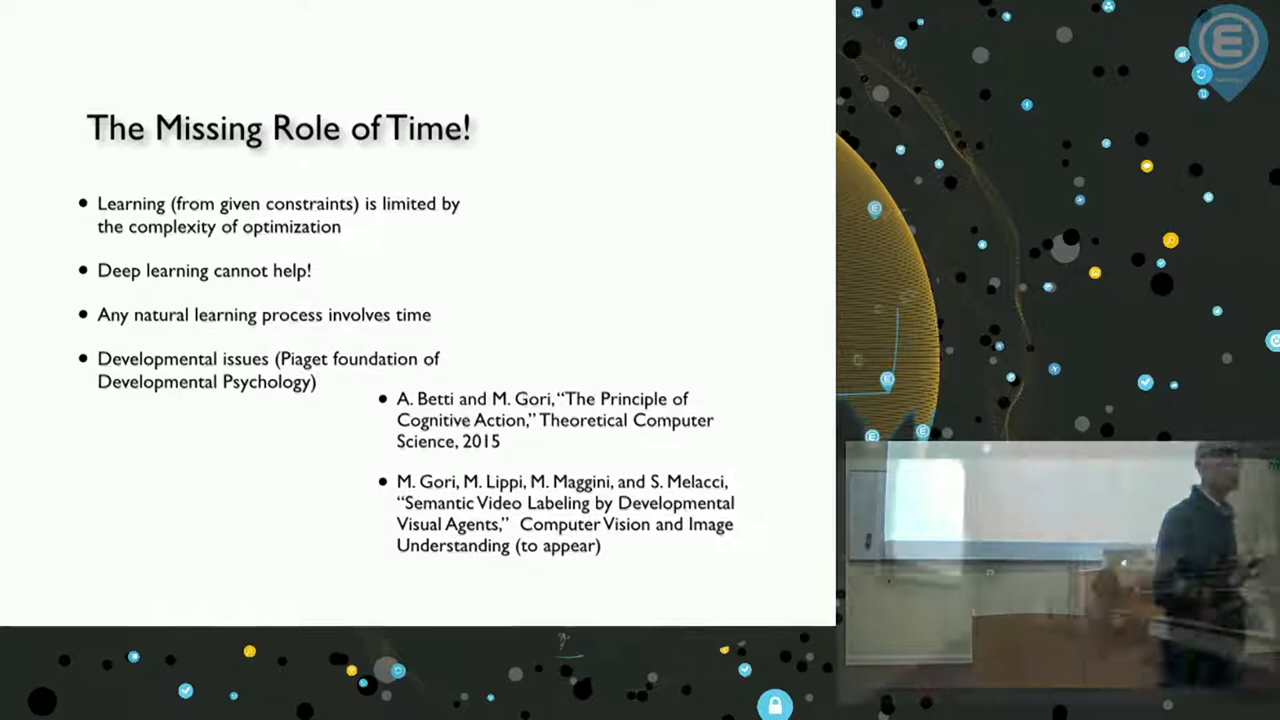 The Missing Role of Time!
• Learning (from given constraints) is limited by
the complexity of optimization
• Deep learning cannot help!
• Any natural learning process involves time
• Developmental issues (Piaget foundation of
Developmental Psychology)
• A. Betti and M. Gori, “The Principle of
Cognitive Action,” Theoretical Computer
Science, 2015
• M. Gori, M. Lippi, M. Maggini, and S. Melacci,
“Semantic Video Labeling by Developmental
Visual Agents,” Computer Vision and Image
Understanding (to appear)